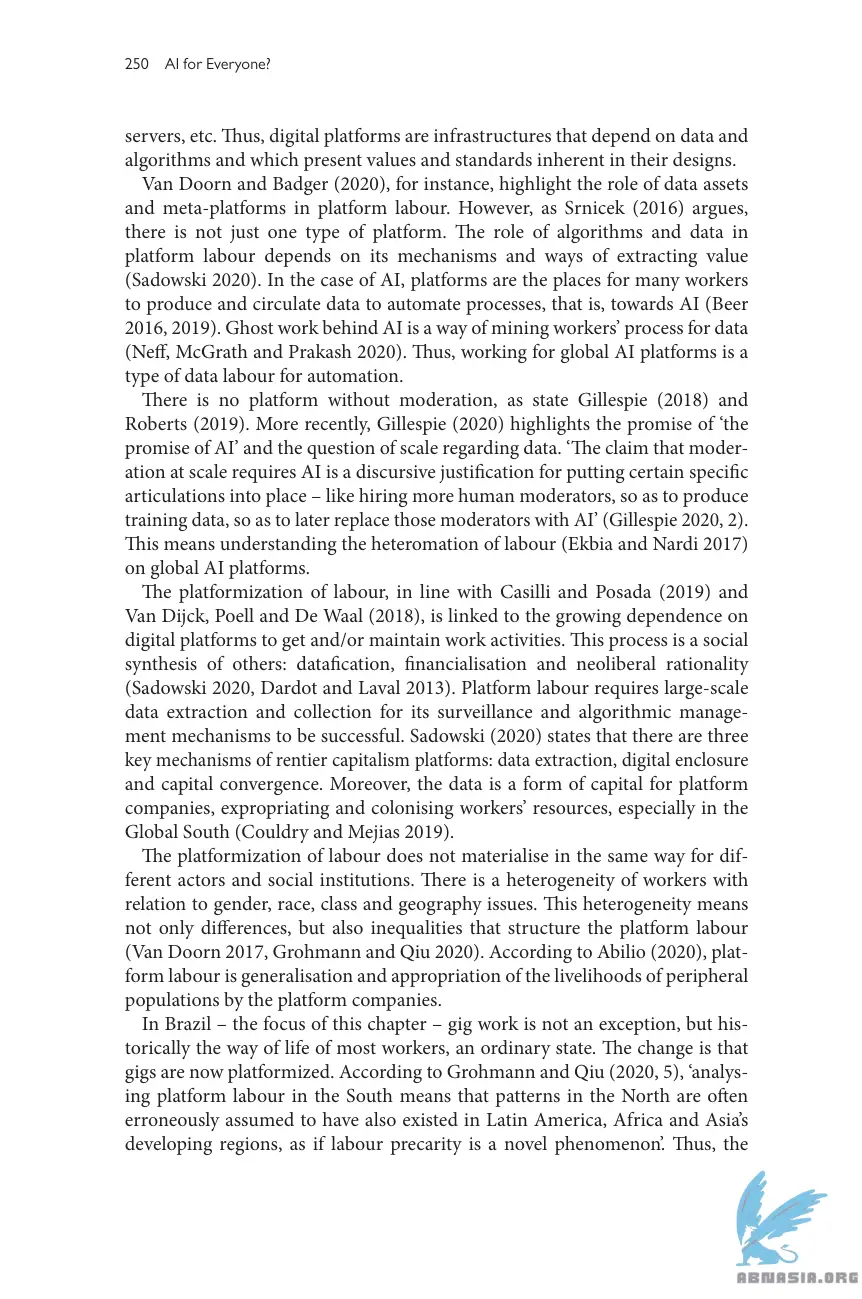 250 AI for Everyone?
servers, etc. Thus, digital platforms are infrastructures that depend on data and
algorithms and which present values and standards inherent in their designs.
Van Doorn and Badger (2020), for instance, highlight the role of data assets
and meta-platforms in platform labour. However, as Srnicek (2016) argues,
there is not just one type of platform. The role of algorithms and data in
platform labour depends on its mechanisms and ways of extracting value
(Sadowski 2020). In the case of AI, platforms are the places for many workers
to produce and circulate data to automate processes, that is, towards AI (Beer
2016, 2019). Ghost work behind AI is a way of mining workers’ process for data
(Neff, McGrath and Prakash 2020). Thus, working for global AI platforms is a
type of data labour for automation.
There is no platform without moderation, as state Gillespie (2018) and
Roberts (2019). More recently, Gillespie (2020) highlights the promise of ‘the
promise of AI’ and the question of scale regarding data. ‘The claim that moder-
ation at scale requires AI is a discursive justification for putting certain specific
articulations into place – like hiring more human moderators, so as to produce
training data, so as to later replace those moderators with AI’ (Gillespie 2020, 2).
This means understanding the heteromation of labour (Ekbia and Nardi 2017)
on global AI platforms.
The platformization of labour, in line with Casilli and Posada (2019) and
Van Dijck, Poell and De Waal (2018), is linked to the growing dependence on
digital platforms to get and/or maintain work activities. This process is a social
synthesis of others: datafication, financialisation and neoliberal rationality
(Sadowski 2020, Dardot and Laval 2013). Platform labour requires large-scale
data extraction and collection for its surveillance and algorithmic manage-
ment mechanisms to be successful. Sadowski (2020) states that there are three
key mechanisms of rentier capitalism platforms: data extraction, digital enclosure
and capital convergence. Moreover, the data is a form of capital for platform
companies, expropriating and colonising workers’ resources, especially in the
Global South (Couldry and Mejias 2019).
The platformization of labour does not materialise in the same way for dif-
ferent actors and social institutions. There is a heterogeneity of workers with
relation to gender, race, class and geography issues. This heterogeneity means
not only differences, but also inequalities that structure the platform labour
(Van Doorn 2017, Grohmann and Qiu 2020). According to Abilio (2020), plat-
form labour is generalisation and appropriation of the livelihoods of peripheral
populations by the platform companies.
In Brazil – the focus of this chapter – gig work is not an exception, but his-
torically the way of life of most workers, an ordinary state. The change is that
gigs are now platformized. According to Grohmann and Qiu (2020, 5), ‘analys-
ing platform labour in the South means that patterns in the North are often
erroneously assumed to have also existed in Latin America, Africa and Asia’s
developing regions, as if labour precarity is a novel phenomenon’. Thus, the
ABNASIA.ORG